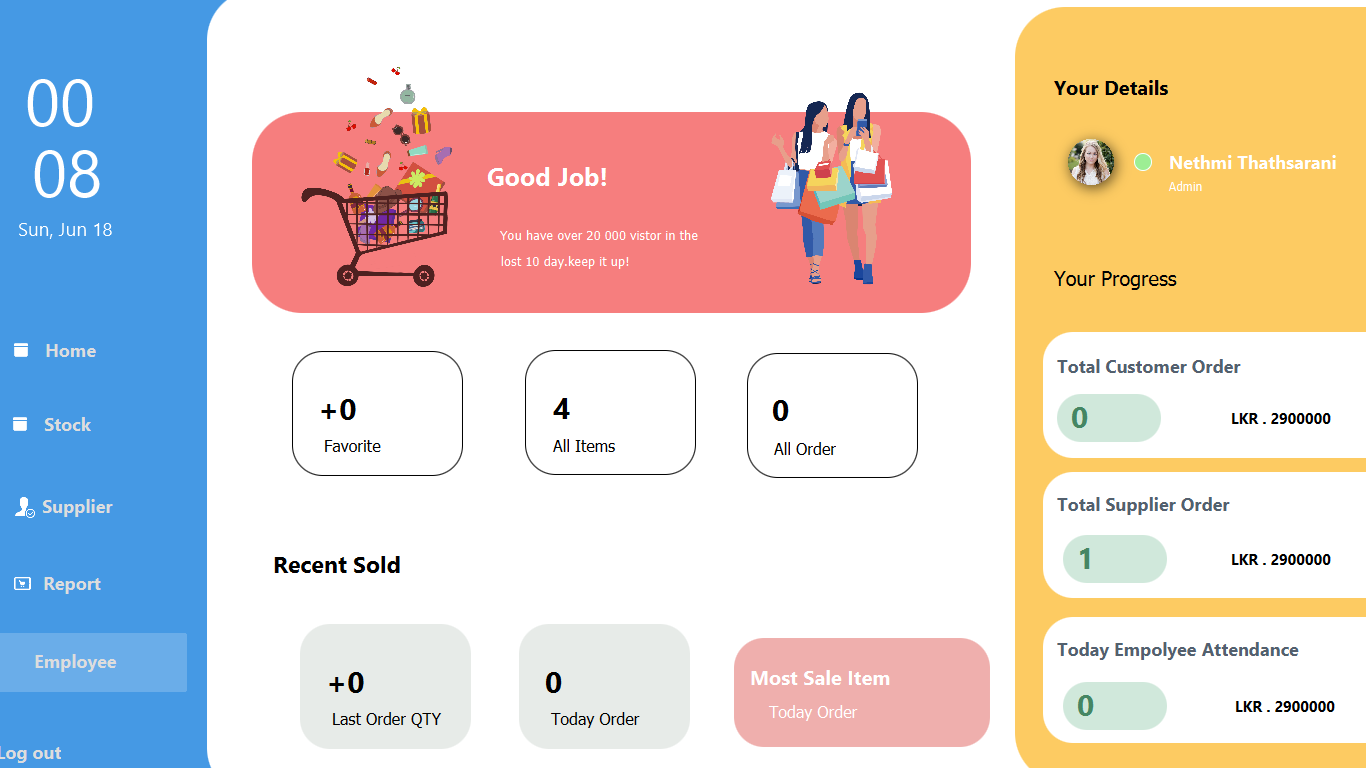 00
08
Sun, Jun 18
Home
Stock
Supplier
Report
Employee
Log out
Good Job!
You have over 20 000 vistor in the
lost 10 day.keep it up!
+0
Favorite
4
All Items
0
All Order
Recent Sold
+0
Last Order QTY
0
Today Order
Most Sale Item
Today Order
Your Details
Nethmi Thathsarani
Admin
Your Progress
Total Customer Order
0
LKR . 2900000
Total Supplier Order
1
LKR . 2900000
Today Empolyee Attendance
0
LKR . 2900000